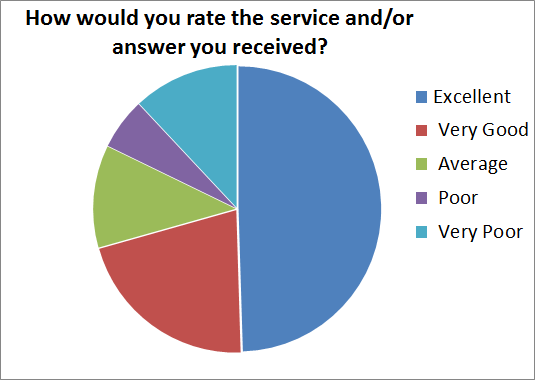 How would you rate the service and/or
answer you received?
Excellent
Very Good
Average
Poor
Very Poor